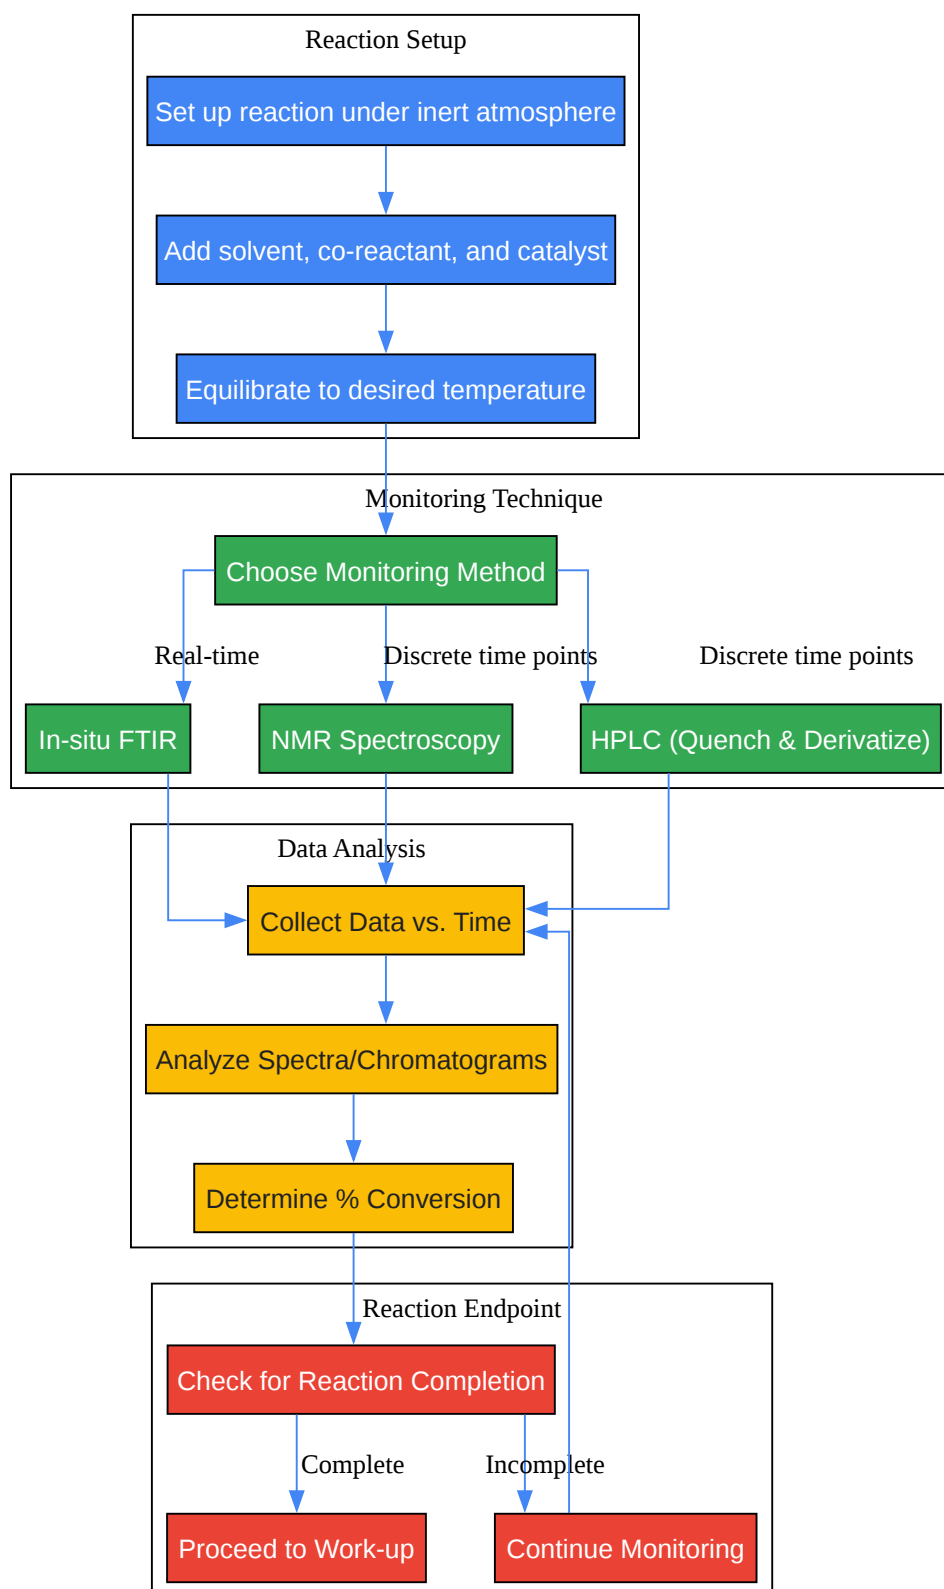 Reaction Setup
Set up reaction under inert atmosphere
Add solvent, co-reactant, and catalyst
Equilibrate to desired temperature
Monitoring Technique
Choose Monitoring Method
Real-time
Discrete time points
Discrete time points
In-situ FTIR
NMR Spectroscopy
HPLC (Quench & Derivatize)
Data Analysis
Collect Data vs. Time
Analyze Spectra/Chromatograms
Determine % Conversion
Reaction Endpoint
Check for Reaction Completion
Complete
Incomplete
Proceed to Work-up
Continue Monitoring